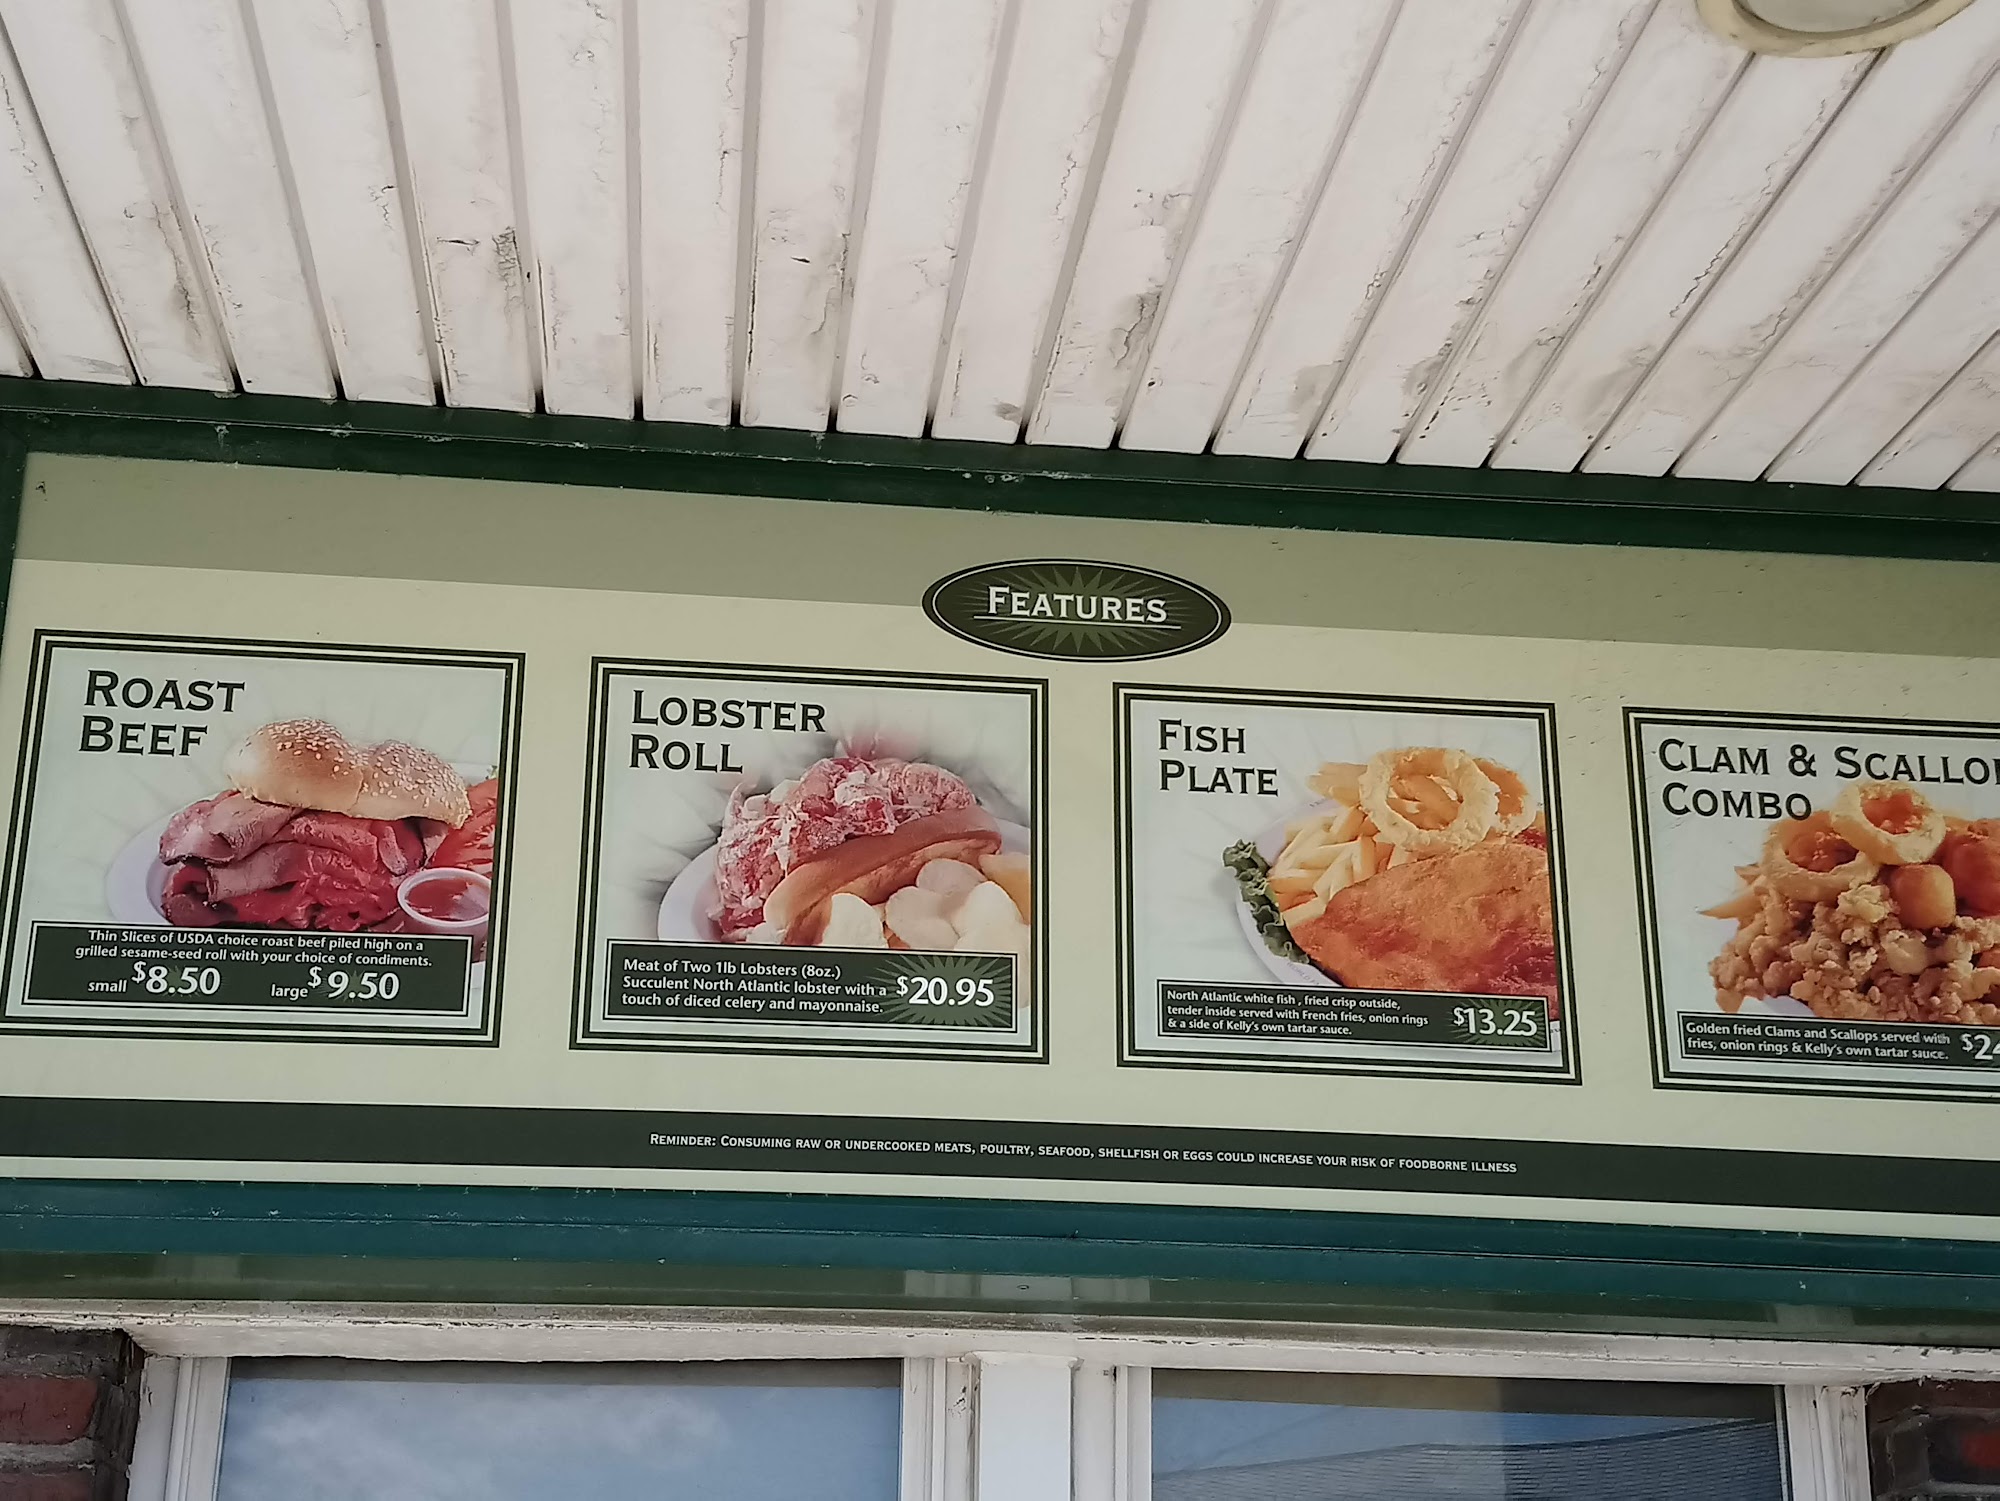 FEATURES
ROAST
BEEF
Thin Slices of USDA choice roast beef piled high on a
grilled sesame-seed roll with your choice of condiments.
small $8.50 large $9.50
LOBSTER
ROLL
Meat of Two 1lb Lobsters (8oz.)
Succulent North Atlantic lobster with a
touch of diced celery and mayonnaise.
$20.95
FISH
PLATE
North Atlantic white fish , fried crisp outside,
tender inside served with French fries, onion rings
& a side of Kelly's own tartar sauce.
$13.25
CLAM &
COMBO
Golden fried Clams and Scallops served with
fries, onion rings & Kelly's own tartar sauce.
REMINDER: CONSUMING RAW OR UNDERCOOKED MEATS, POULTRY, SEAFOOD, SHELLFISH OR EGGS COULD INCREASE YOUR RISK OF FOODBORNE ILLNESS